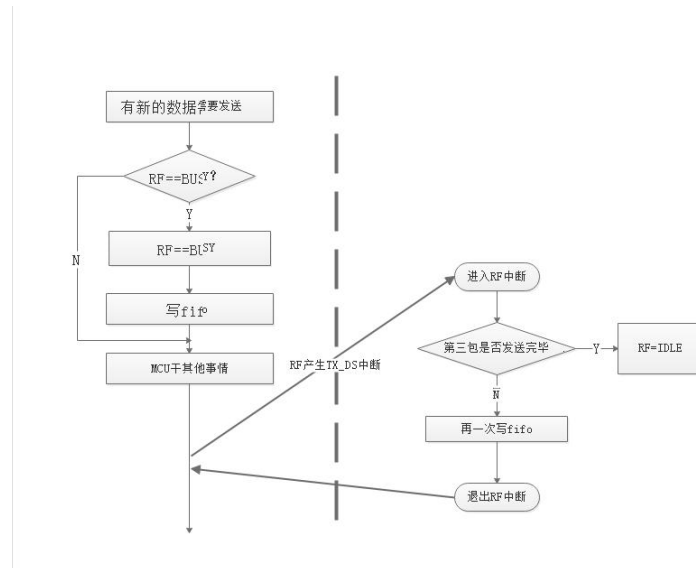 有新的数据需要发送
RF==BUSY?
Y
N
RF==BUSY
写fifo
MCU干其他事情
RF产生TX_DS中断
进入RF中断
第三包是否发送完毕
Y
RF=IDLE
N
再一次写fifo
退出RF中断